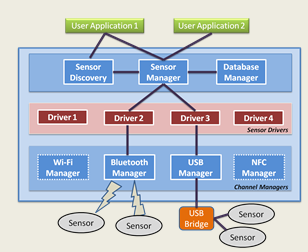 User Application 1
User Application 2
Sensor
Discovery
Sensor
Manager
Database
Manager
Driver 1
Driver 2
Driver 3
Driver 4
Sensor Drivers
Wi-Fi
Manager
Bluetooth
Manager
USB
Manager
NFC
Manager
Channel Managers
Sensor
Sensor
USB
Bridge
Sensor
Sensor